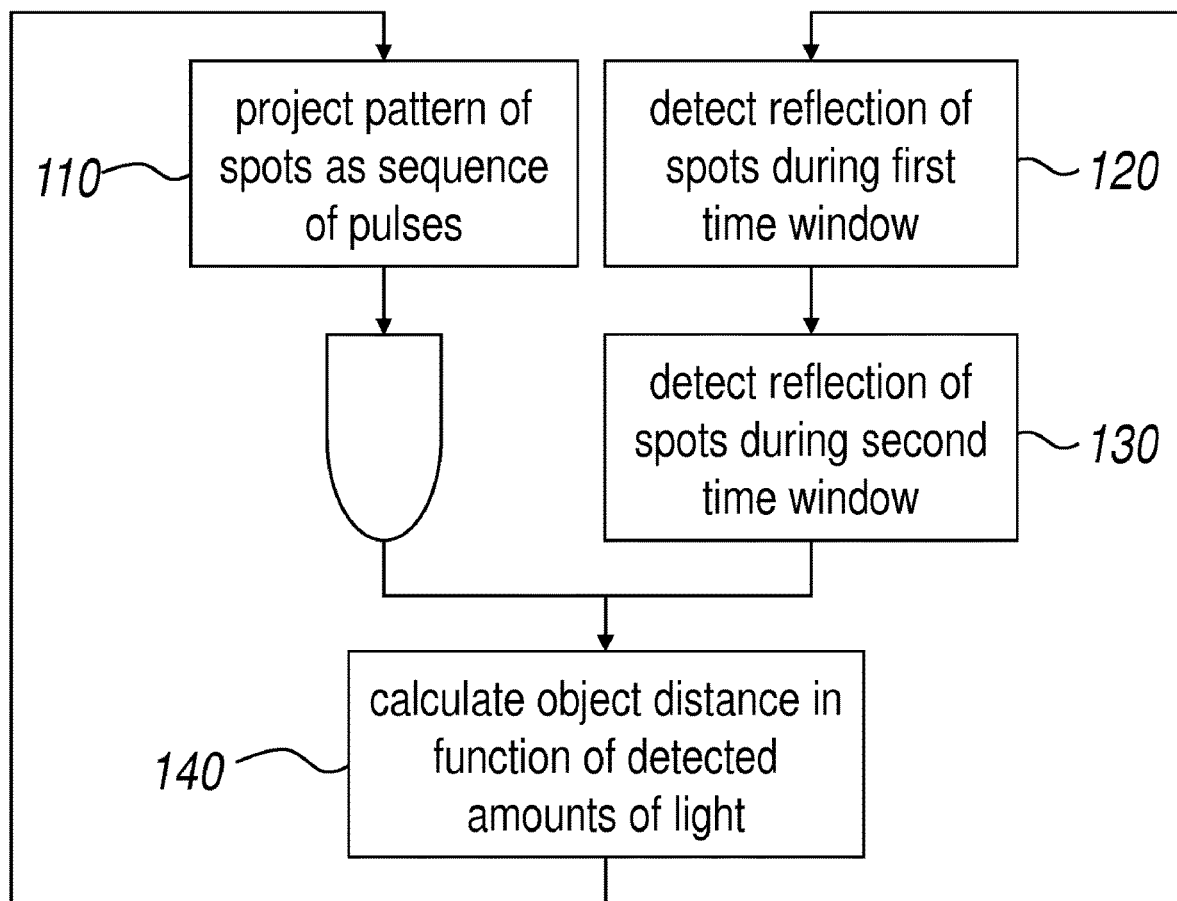 110
project pattern of
spots as sequence
of pulses
detect reflection of
spots during first
time window
120
detect reflection of
spots during second
time window
130
140
calculate object distance in
function of detected
amounts of light